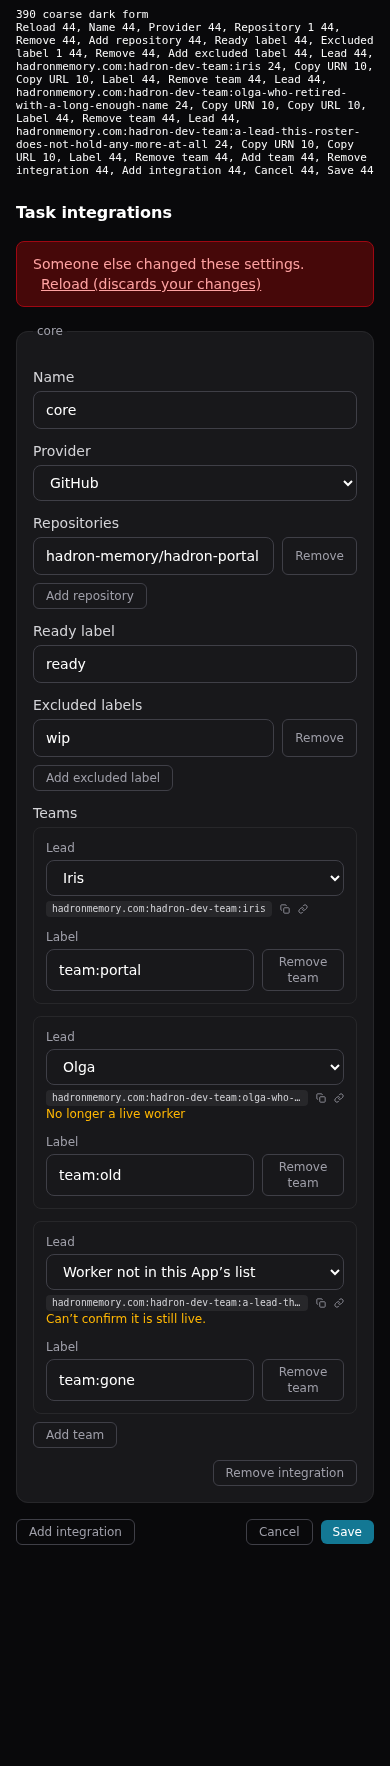 390 coarse dark form
Reload 44, Name 44, Provider 44, Repository 1 44,
Remove 44, Add repository 44, Ready label 44, Excluded
label 1 44, Remove 44, Add excluded label 44, Lead 44,
hadronmemory.com:hadron-dev-team:iris 24, Copy URN 10,
Copy URL 10, Label 44, Remove team 44, Lead 44,
hadronmemory.com:hadron-dev-team:olga-who-retired-
with-a-long-enough-name 24, Copy URN 10, Copy URL 10,
Label 44, Remove team 44, Lead 44,
hadronmemory.com:hadron-dev-team:a-lead-this-roster-
does-not-hold-any-more-at-all 24, Copy URN 10, Copy
URL 10, Label 44, Remove team 44, Add team 44, Remove
integration 44, Add integration 44, Cancel 44, Save 44
Task integrations
Someone else changed these settings.
Reload (discards your changes)
core
Name
core
Provider
GitHub
Repositories
hadron-memory/hadron-portal
Remove
Add repository
Ready label
ready
Excluded labels
wip
Remove
Add excluded label
Teams
Lead
Iris
hadronmemory.com:hadron-dev-team:iris
Label
team:portal
Remove
team
Lead
Olga
hadronmemory.com:hadron-dev-team:olga-who-…
No longer a live worker
Label
team:old
Remove
team
Lead
Worker not in this App’s list
hadronmemory.com:hadron-dev-team:a-lead-th…
Can’t confirm it is still live.
Label
team:gone
Remove
team
Add team
Remove integration
Add integration
Cancel
Save